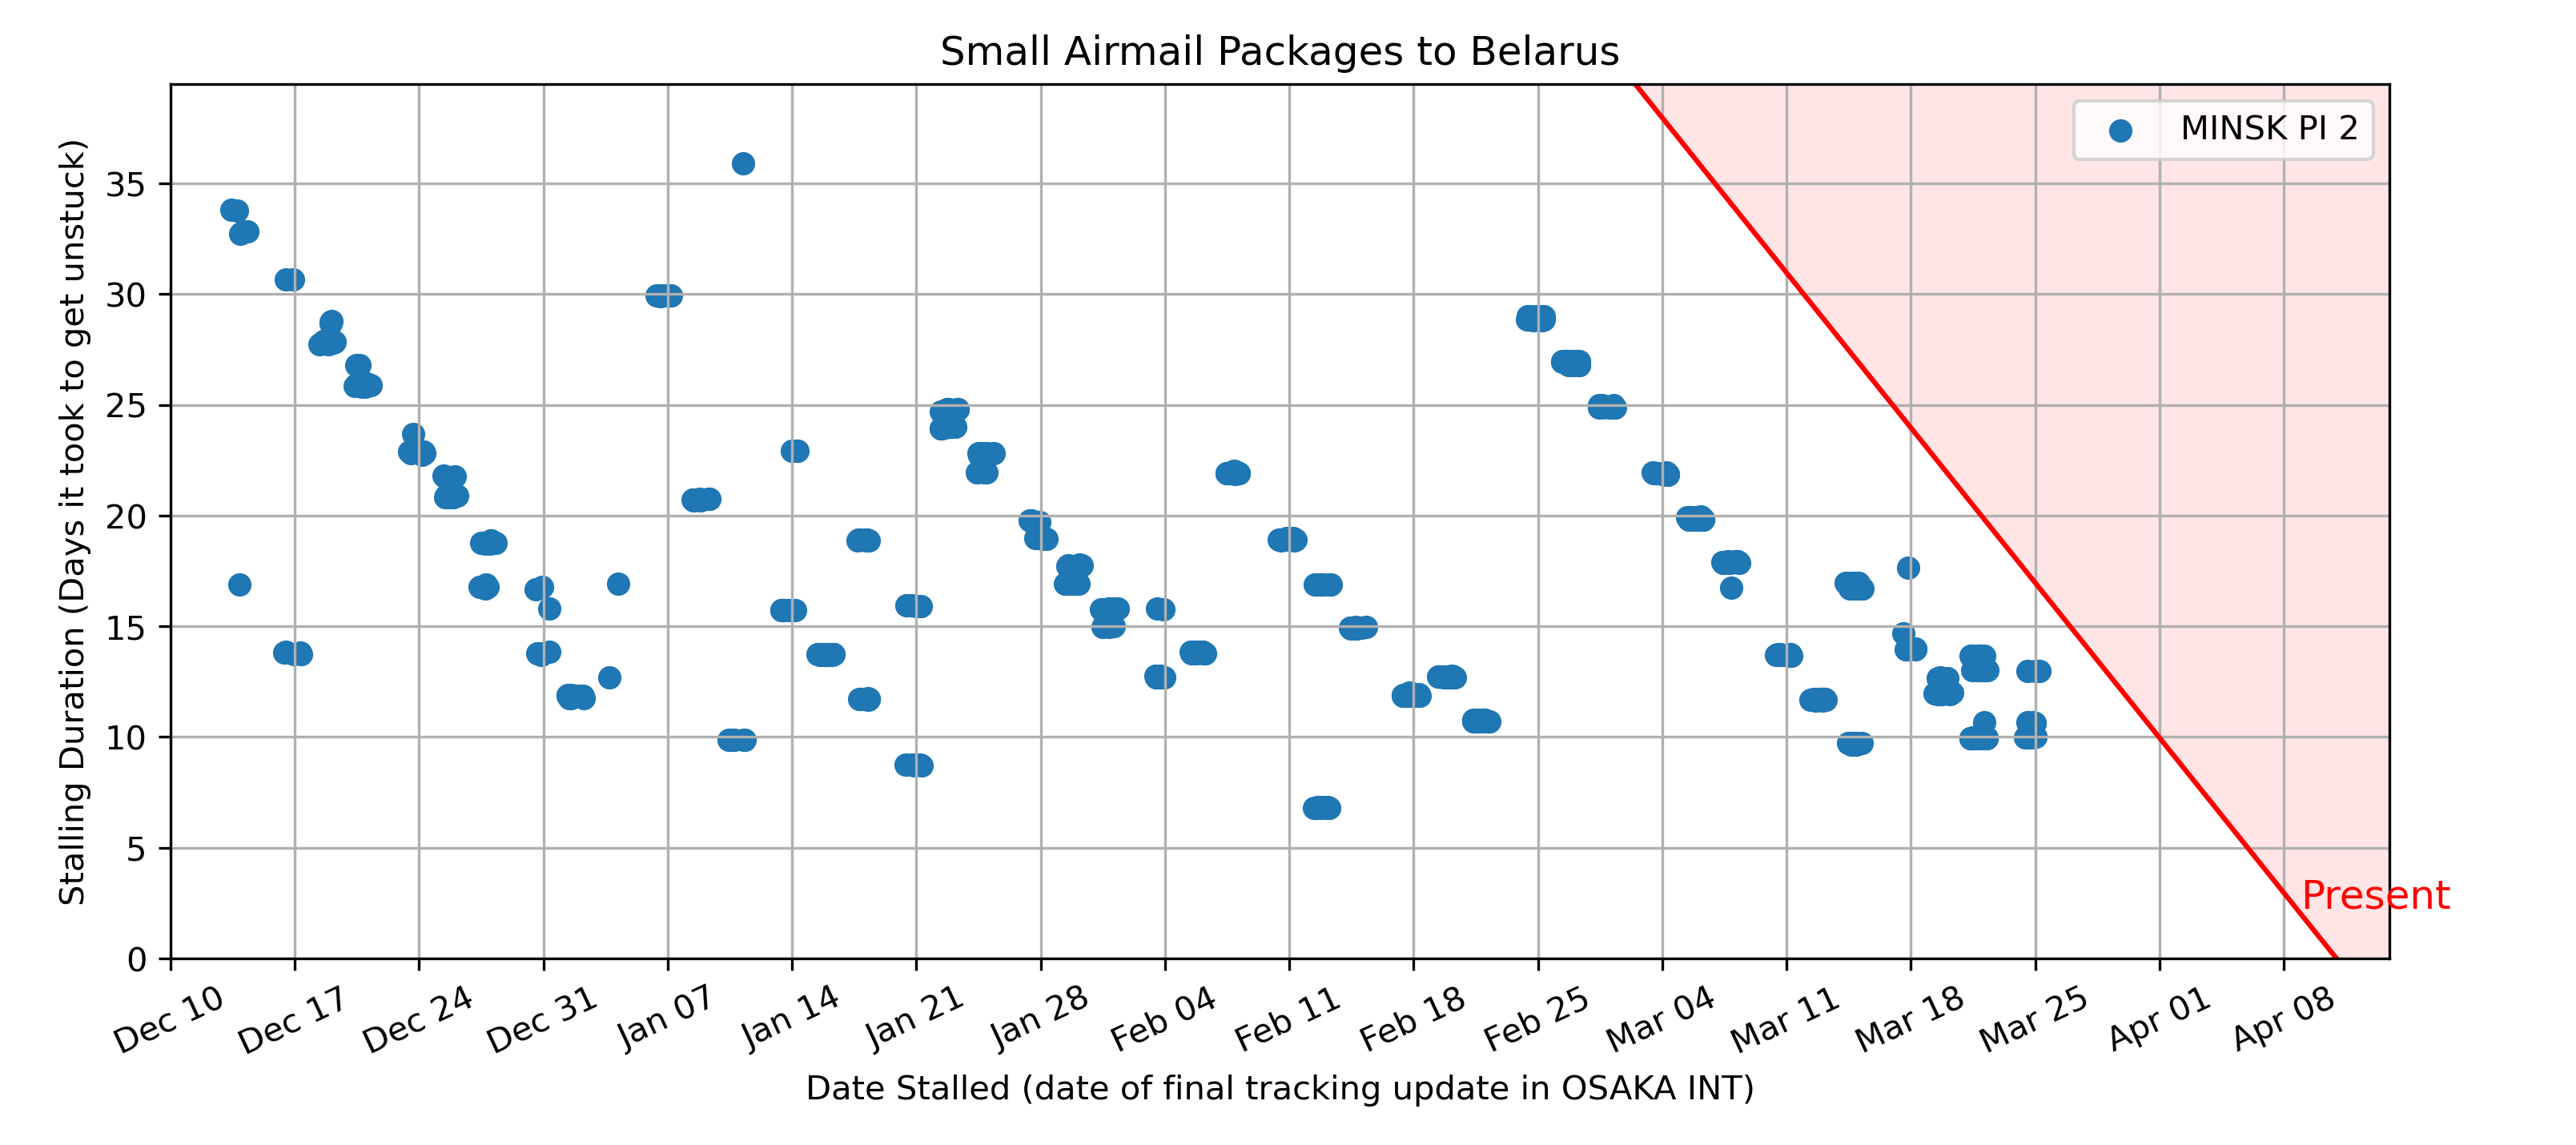 Small Airmail Packages to Belarus
MINSK PI 2
Stalling Duration (Days it took to get unstuck)
35
30
25
20
15
10
5
0
Present
Dec 10
Dec 17
Dec 24
Dec 31
Jan 07
Jan 14
Jan 21
Jan 28
Feb 04
Feb 11
Feb 18
Feb 25
Mar 04
Mar 11
Mar 18
Mar 25
Apr 01
Apr 08
Date Stalled (date of final tracking update in OSAKA INT)